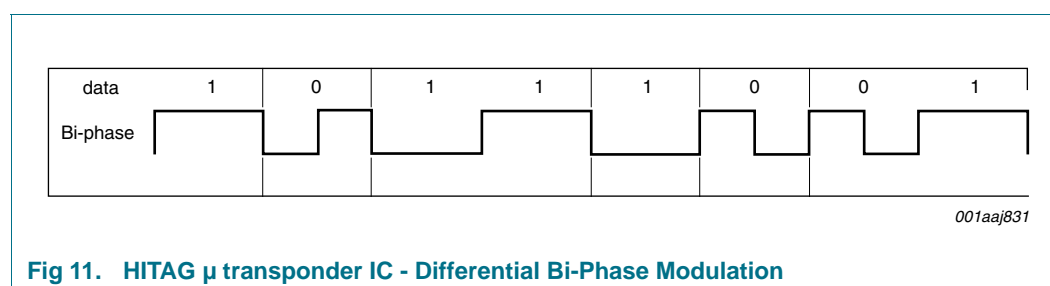 data 1 0 1 1 1 0 0 1
Bi-phase
001aaj831
Fig 11. HITAG µ transponder IC - Differential Bi-Phase Modulation